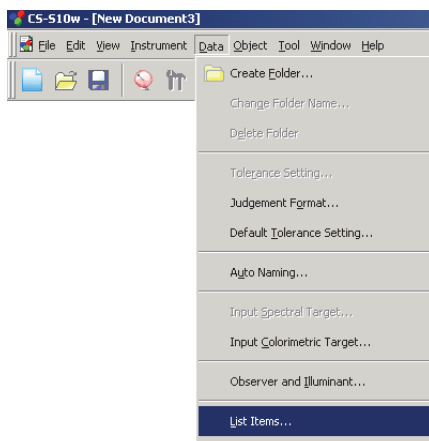 CS-S10w - [New Document3]
File Edit View Instrument Data Object Tool Window Help
Create Folder...
Change Folder Name...
Delete Folder
Tolerance Setting...
Judgement Format...
Default Tolerance Setting...
Auto Naming...
Input Spectral Target...
Input Colorimetric Target...
Observer and Illuminant...
List Items...